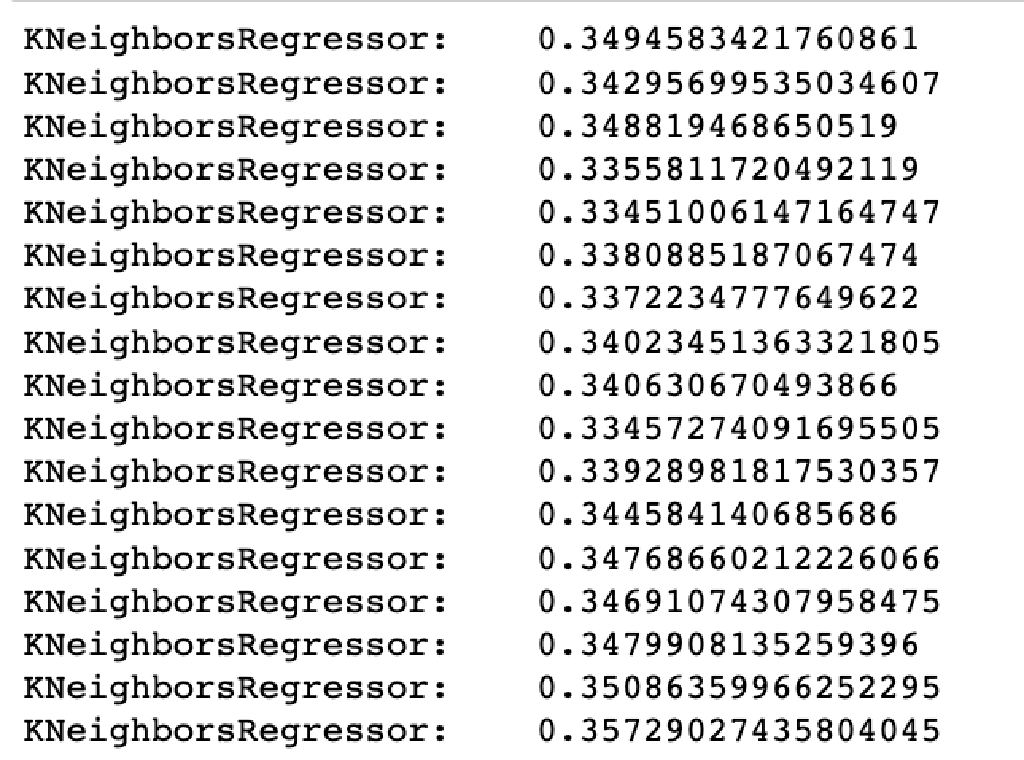 KNeighborsRegressor: 0.3494583421760861
KNeighborsRegressor: 0.34295699535034607
KNeighborsRegressor: 0.348819468650519
KNeighborsRegressor: 0.3355811720492119
KNeighborsRegressor: 0.33451006147164747
KNeighborsRegressor: 0.3380885187067474
KNeighborsRegressor: 0.3372234777649622
KNeighborsRegressor: 0.34023451363321805
KNeighborsRegressor: 0.340630670493866
KNeighborsRegressor: 0.33457274091695505
KNeighborsRegressor: 0.33928981817530357
KNeighborsRegressor: 0.344584140685686
KNeighborsRegressor: 0.34768660212226066
KNeighborsRegressor: 0.34691074307958475
KNeighborsRegressor: 0.3479908135259396
KNeighborsRegressor: 0.35086359966252295
KNeighborsRegressor: 0.357290274358​04045